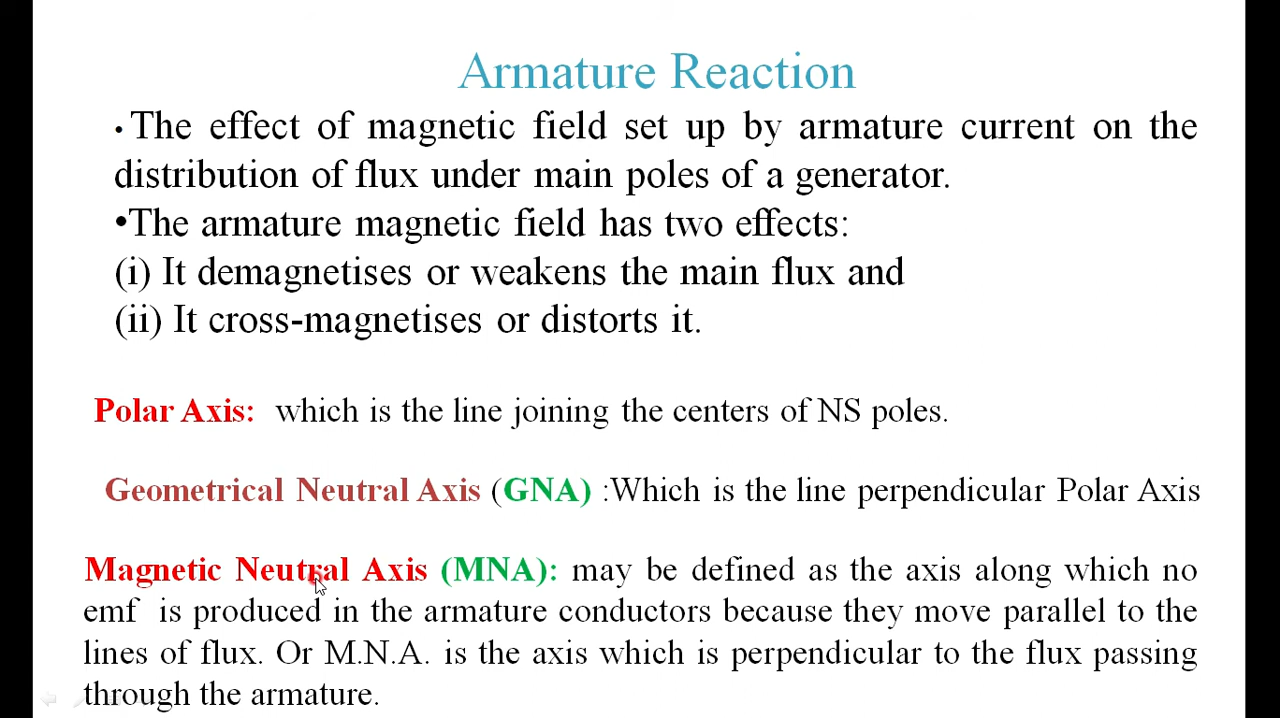 Armature Reaction
• The effect of magnetic field set up by armature current on the
distribution of flux under main poles of a generator.
•The armature magnetic field has two effects:
(i) It demagnetises or weakens the main flux and
(ii) It cross-magnetises or distorts it.
Polar Axis: which is the line joining the centers of NS poles.
Geometrical Neutral Axis (GNA) :Which is the line perpendicular Polar Axis
Magnetic Neutral Axis (MNA): may be defined as the axis along which no
emf is produced in the armature conductors because they move parallel to the
lines of flux. Or M.N.A. is the axis which is perpendicular to the flux passing
through the armature.